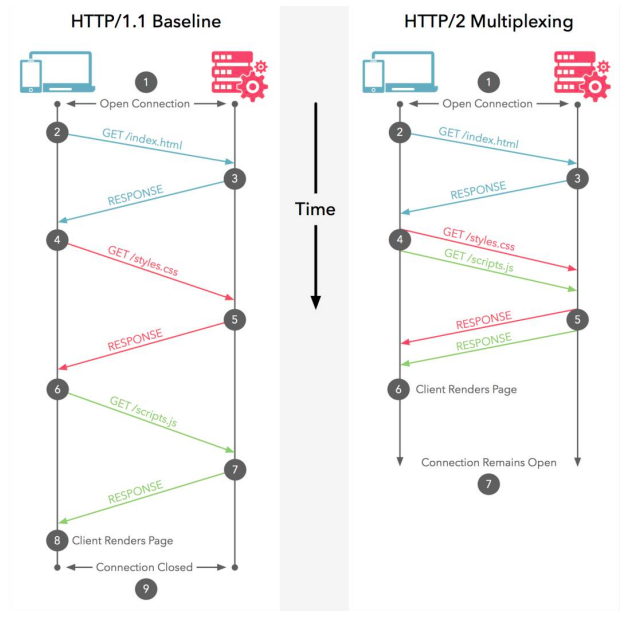 HTTP/1.1 Baseline
1
Open Connection
2
GET /index.html
3
RESPONSE
4
GET /styles.css
5
RESPONSE
6
GET /scripts.js
7
RESPONSE
8 Client Renders Page
Connection Closed
9
Time
HTTP/2 Multiplexing
1
Open Connection
2
GET /index.html
3
RESPONSE
4
GET /styles.css
GET /scripts.js
5
RESPONSE
RESPONSE
6 Client Renders Page
Connection Remains Open
7